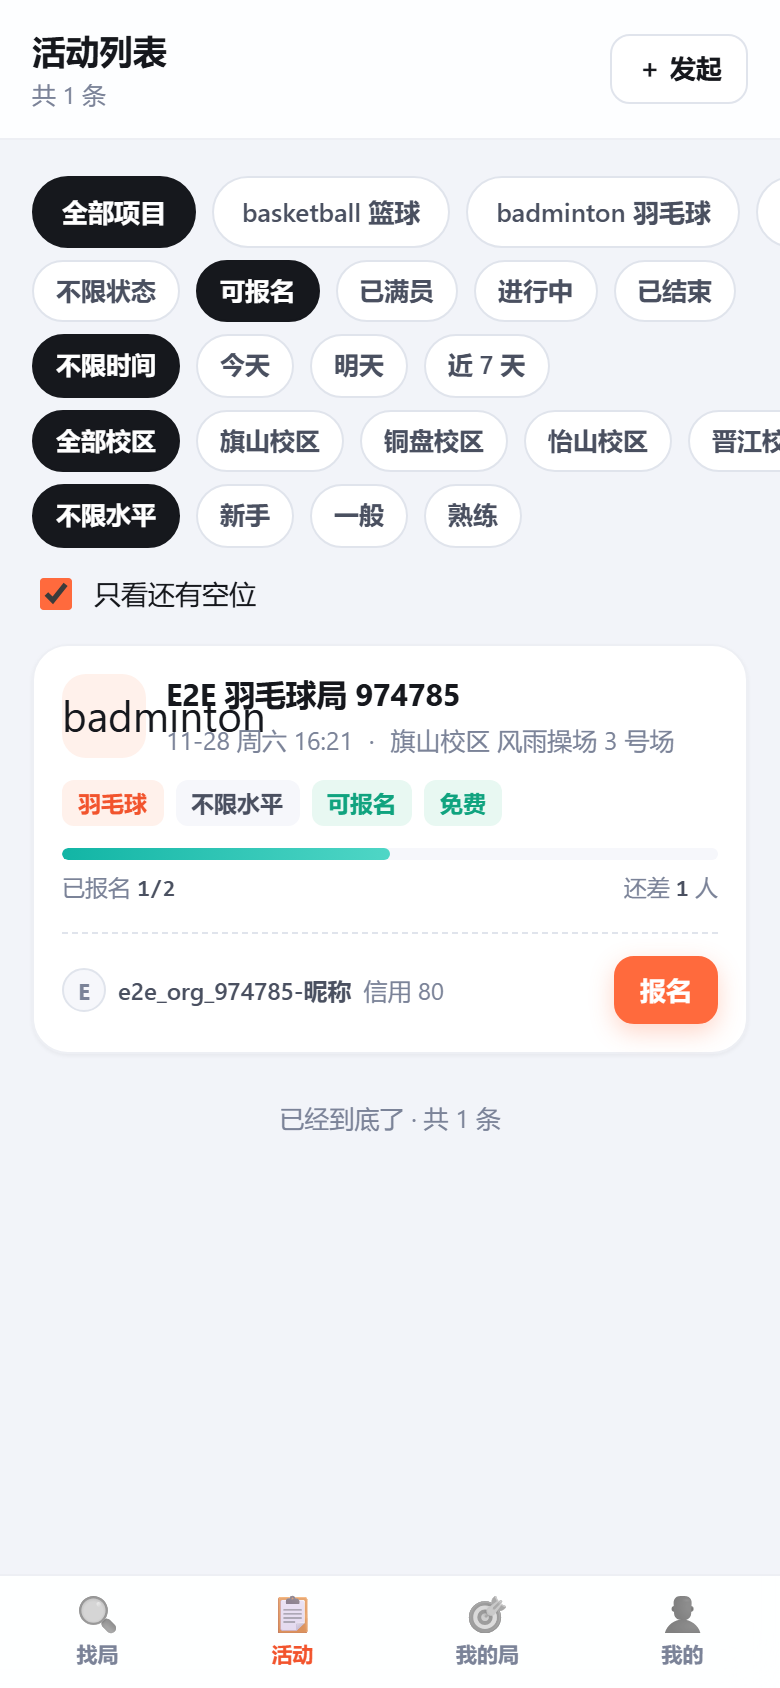 活动列表
共 1 条
+ 发起
全部项目 basketball 篮球 badminton 羽毛球
不限状态 可报名 已满员 进行中 已结束
不限时间 今天 明天 近 7 天
全部校区 旗山校区 铜盘校区 怡山校区 晋江校
不限水平 新手 一般 熟练
只看还有空位
badminton
E2E 羽毛球局 974785
11-28 周六 16:21 · 旗山校区 风雨操场 3 号场
羽毛球 不限水平 可报名 免费
已报名 1/2 还差 1 人
E e2e_org_974785-昵称 信用 80 报名
已经到底了 · 共 1 条
找局 活动 我的局 我的